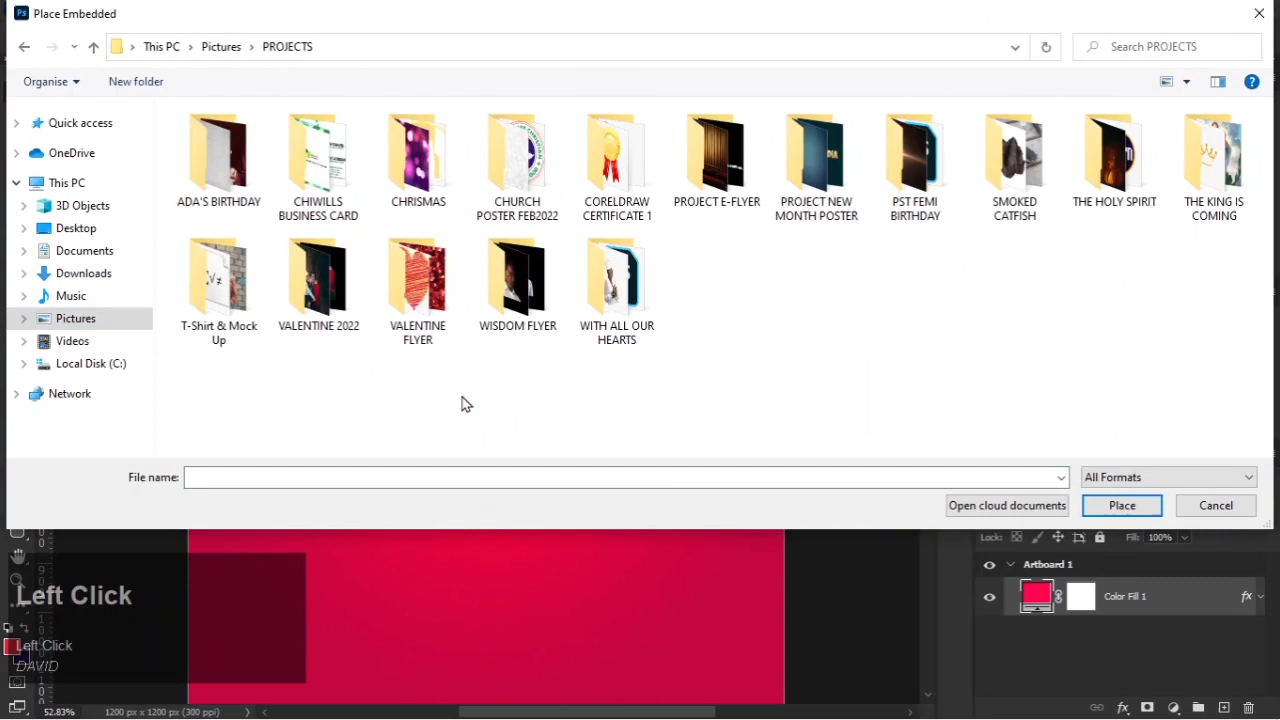 Ps Place Embedded
This PC > Pictures > PROJECTS
Search PROJECTS
Organise
New folder
Quick access
OneDrive
This PC
3D Objects
Desktop
Documents
Downloads
Music
Pictures
Videos
Local Disk (C:)
Network
ADA'S BIRTHDAY
CHIWILLS
BUSINESS CARD
CHRISMAS
CHURCH
POSTER FEB2022
CORELDRAW
CERTIFICATE 1
PROJECT E-FLYER
PROJECT NEW
MONTH POSTER
PST FEMI
BIRTHDAY
SMOKED
CATFISH
THE HOLY SPIRIT
THE KING IS
COMING
T-Shirt & Mock
Up
VALENTINE 2022
VALENTINE
FLYER
WISDOM FLYER
WITH ALL OUR
HEARTS
File name:
All Formats
Open cloud documents
Place
Cancel
Lock:
Fill: 100%
Artboard 1
Color Fill 1
fx
Left Click
Left Click
DAVID
52.83%
1200 px x 1200 px (300 ppi)
fx